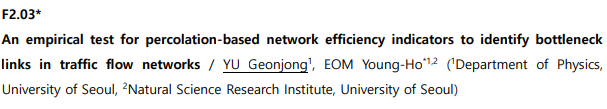 F2.03*
An empirical test for percolation-based network efficiency indicators to identify bottleneck
links in traffic flow networks / YU Geonjong¹, EOM Young-Ho*¹,² (¹Department of Physics,
University of Seoul, ²Natural Science Research Institute, University of Seoul)